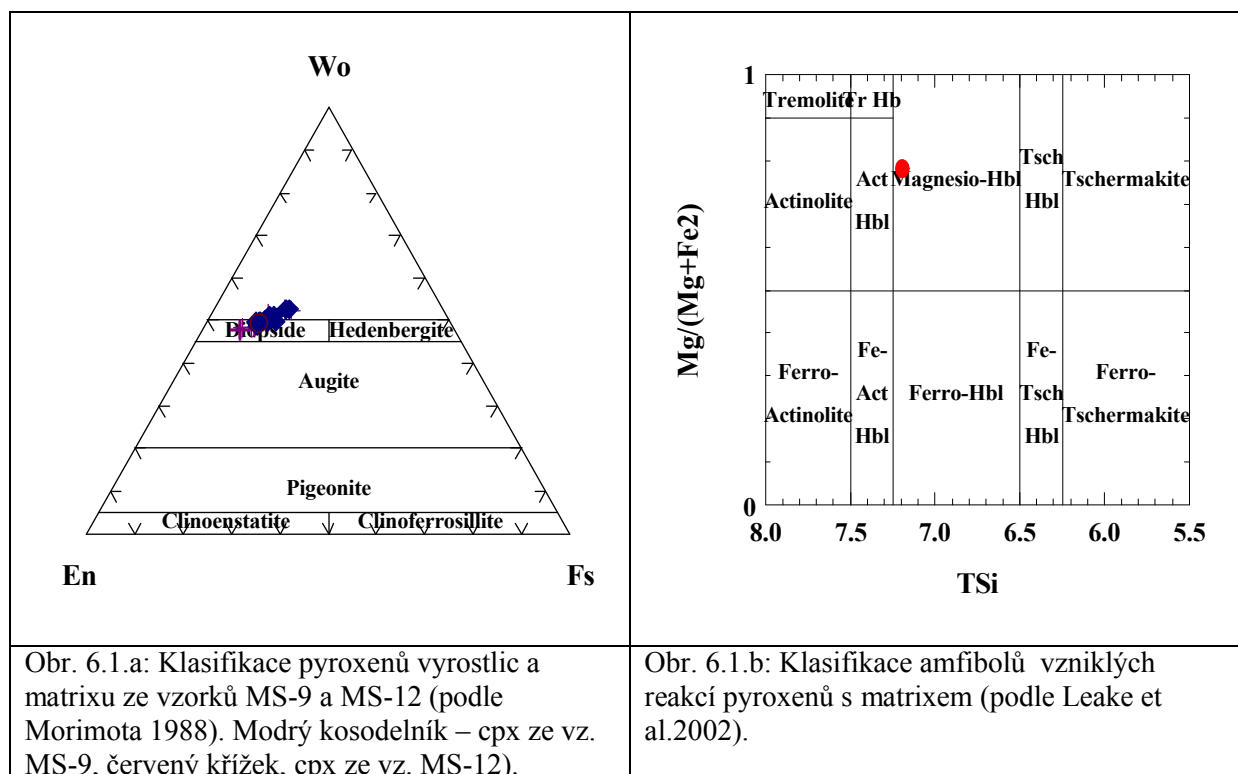 Wo
Diopside
Hedenbergite
Augite
Pigeonite
Clinoenstatite
Clinoferrosillite
En
Fs
1
Tremolite
Tr Hb
Actinolite
Act
Hbl
Magnesio-Hbl
Tsch
Hbl
Tschermakite
Mg/(Mg+Fe2)
Ferro-
Actinolite
Fe-
Act
Hbl
Ferro-Hbl
Fe-
Tsch
Hbl
Ferro-
Tschermakite
0
8.0 7.5 7.0 6.5 6.0 5.5
TSi
Obr. 6.1.a: Klasifikace pyroxenů vyrostlic a
matrixu ze vzorků MS-9 a MS-12 (podle
Morimota 1988). Modrý kosodelník – cpx ze vz.
MS-9, červený křížek, cpx ze vz. MS-12).
Obr. 6.1.b: Klasifikace amfibolů vzniklých
reakcí pyroxenů s matrixem (podle Leake et
al.2002).